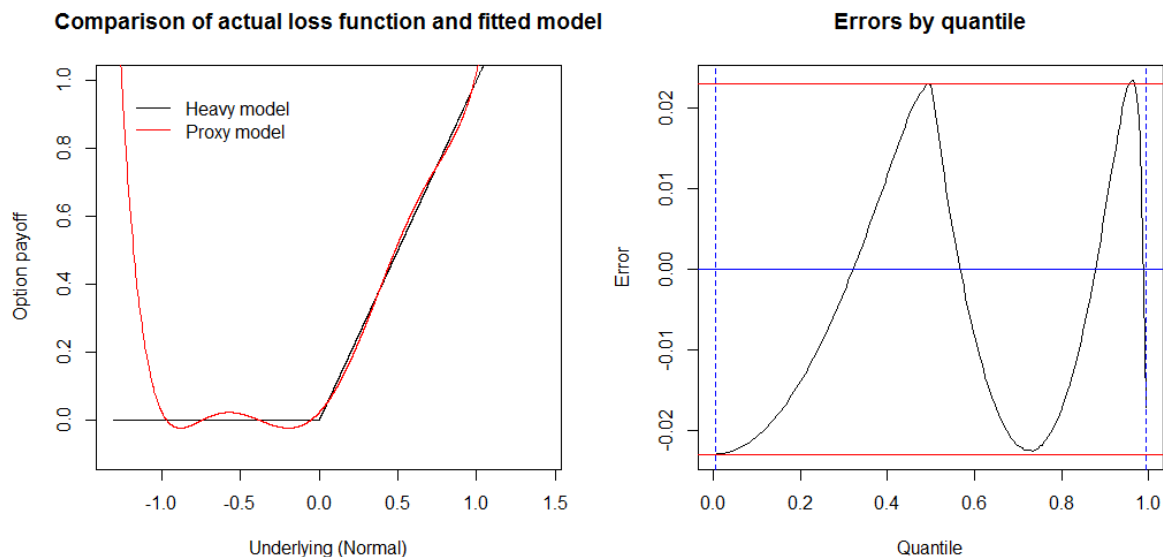 Comparison of actual loss function and fitted model
Heavy model
Proxy model
Option payoff
0.0
0.2
0.4
0.6
0.8
1.0
-1.0
-0.5
0.0
0.5
1.0
1.5
Underlying (Normal)
Errors by quantile
Error
-0.02
-0.01
0.00
0.01
0.02
0.0
0.2
0.4
0.6
0.8
1.0
Quantile